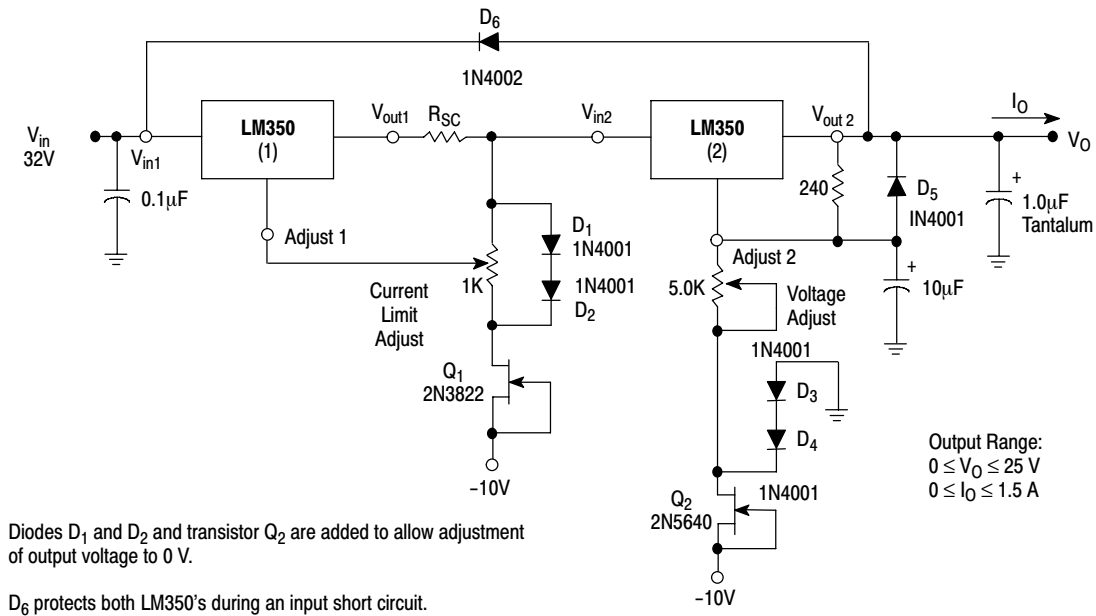 D6
1N4002
Vin
32V
Vin1
0.1μF
LM350
(1)
Vout1
RSC
Vin2
LM350
(2)
Vout 2
IO
VO
Adjust 1
1K
Current
Limit
Adjust
D1
1N4001
1N4001
D2
Q1
2N3822
–10V
240
D5
IN4001
+
1.0μF
Tantalum
Adjust 2
5.0K
Voltage
Adjust
+
10μF
1N4001
D3
D4
1N4001
Q2
2N5640
–10V
Output Range:
0 ≤ VO ≤ 25 V
0 ≤ IO ≤ 1.5 A
Diodes D1 and D2 and transistor Q2 are added to allow adjustment
of output voltage to 0 V.
D6 protects both LM350's during an input short circuit.